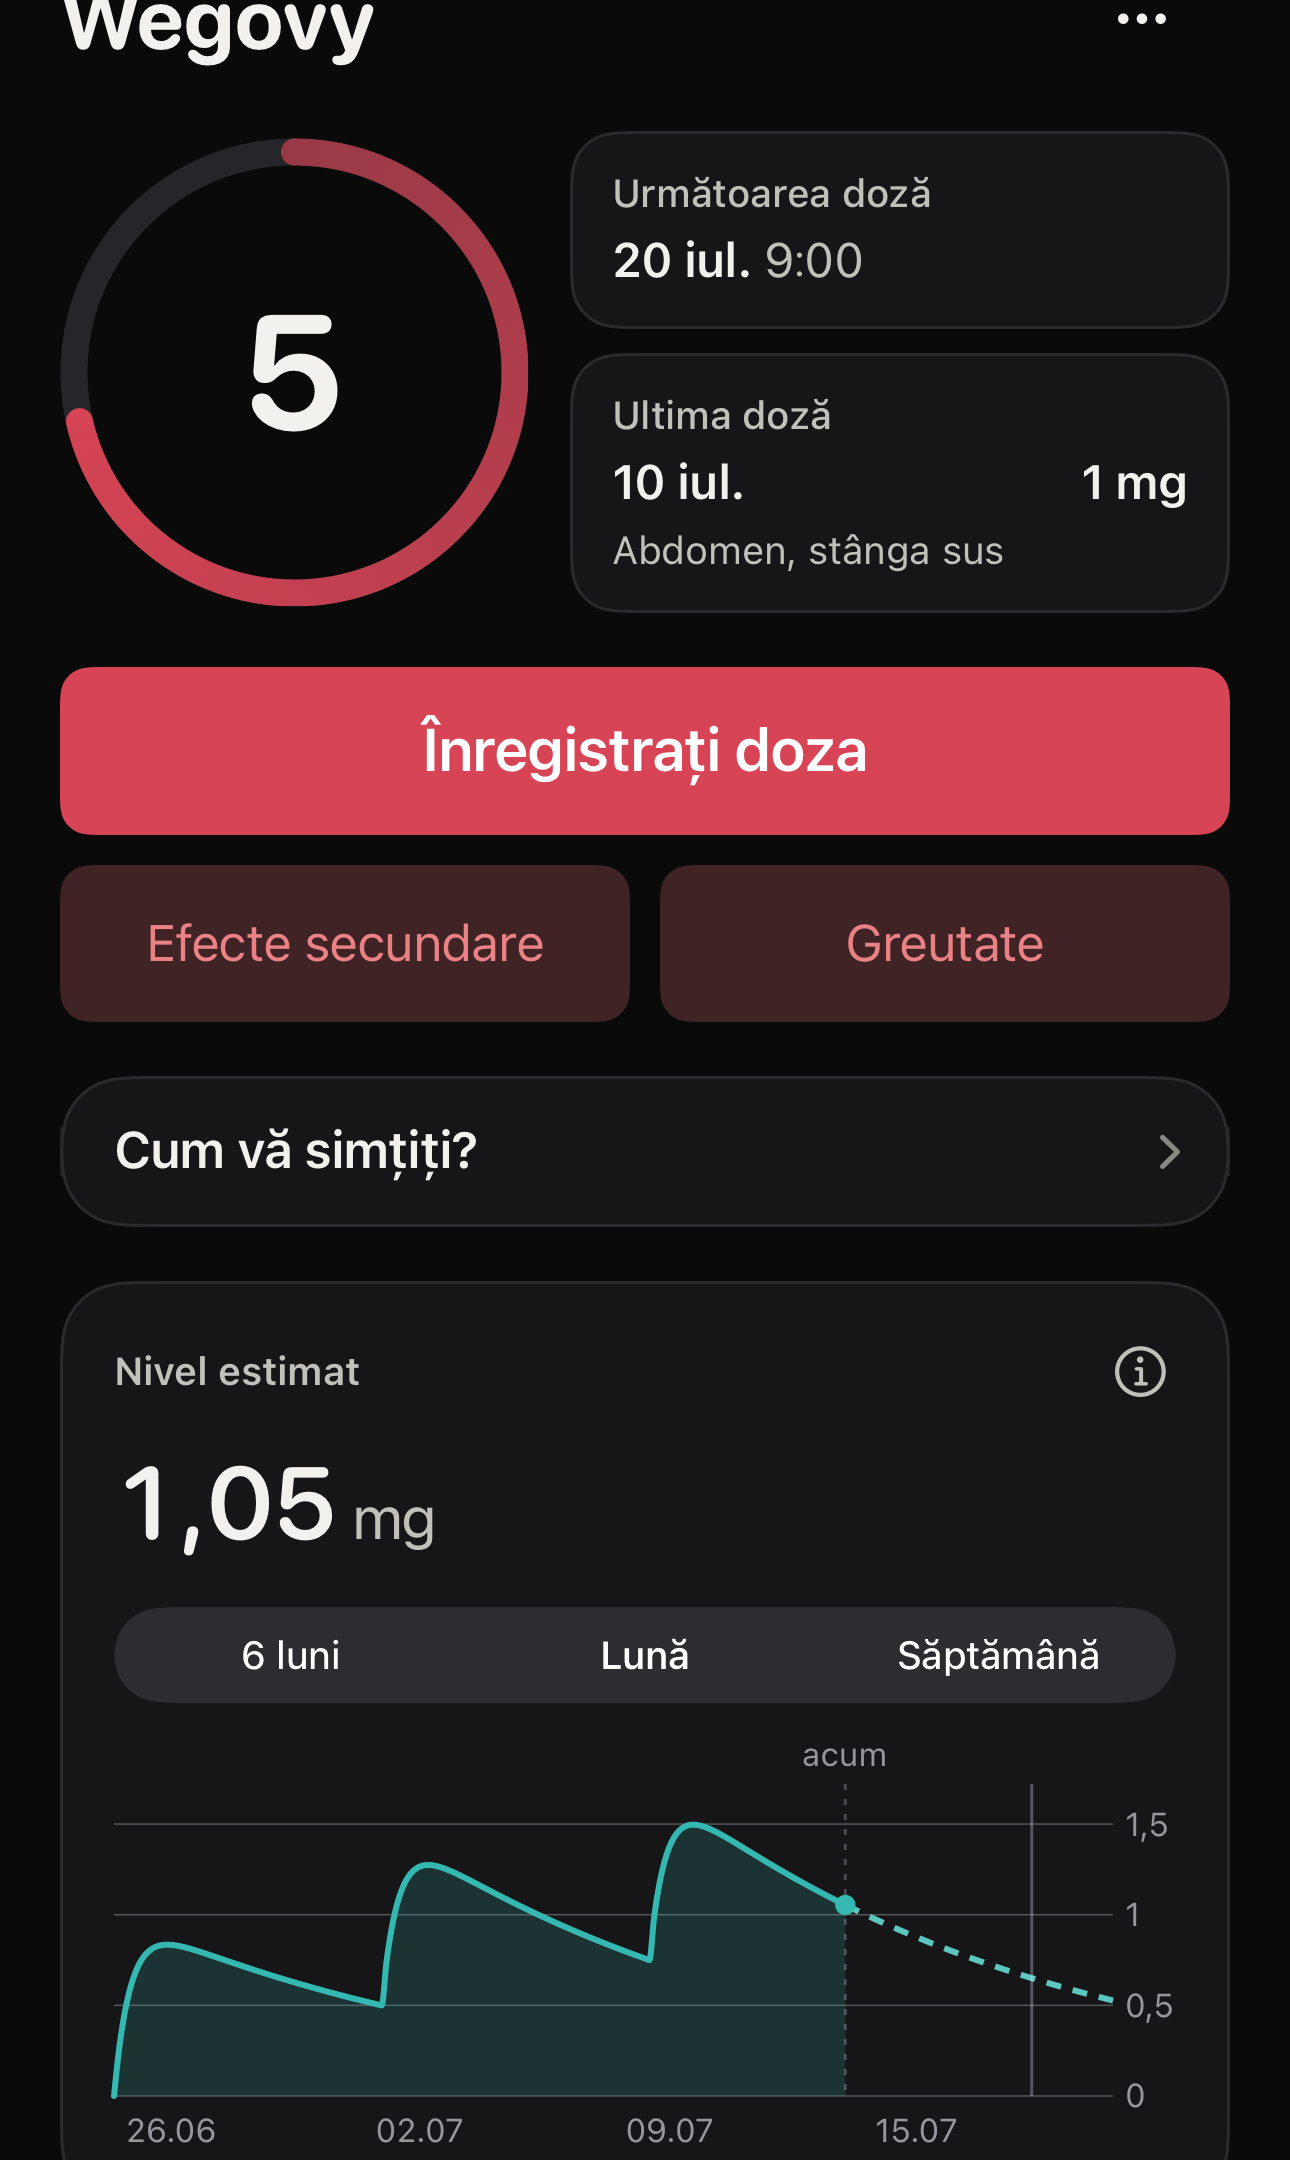 Wegovy
5
Următoarea doză
20 iul. 9:00
Ultima doză
10 iul. 1 mg
Abdomen, stânga sus
Înregistrați doza
Efecte secundare
Greutate
Cum vă simțiți?
Nivel estimat
1,05 mg
6 luni
Lună
Săptămână
acum
1,5
1
0,5
0
26.06
02.07
09.07
15.07